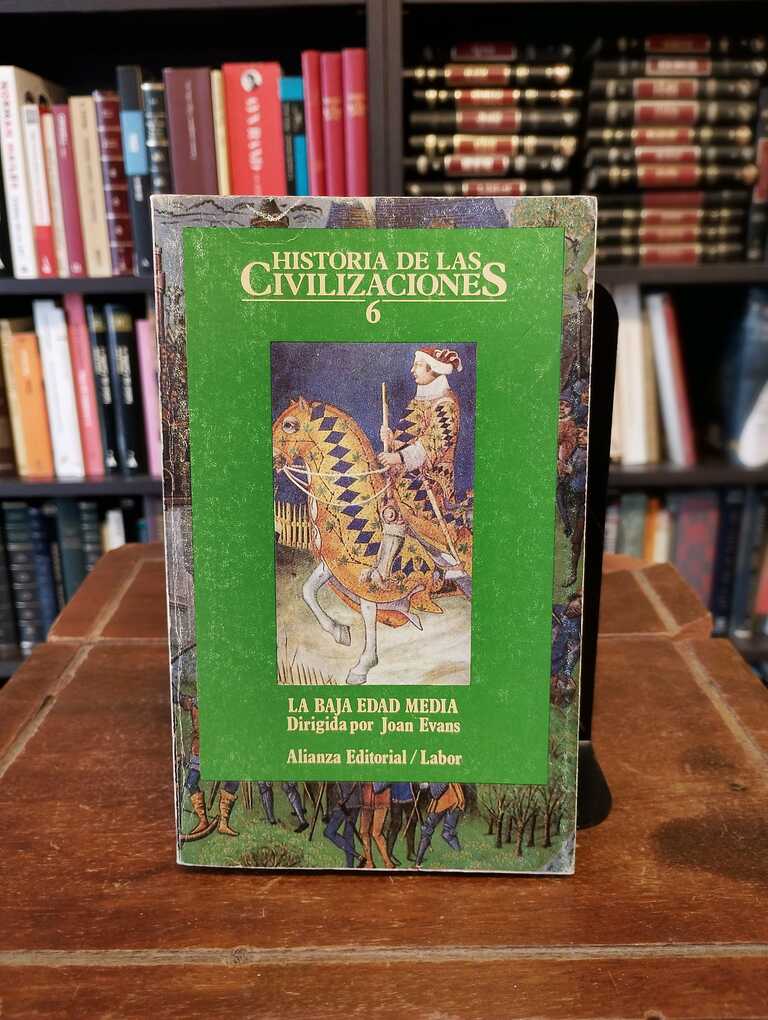 HISTORIA DE LAS
CIVILIZACIONES
6
LA BAJA EDAD MEDIA
Dirigida por Joan Evans
Alianza Editorial / Labor